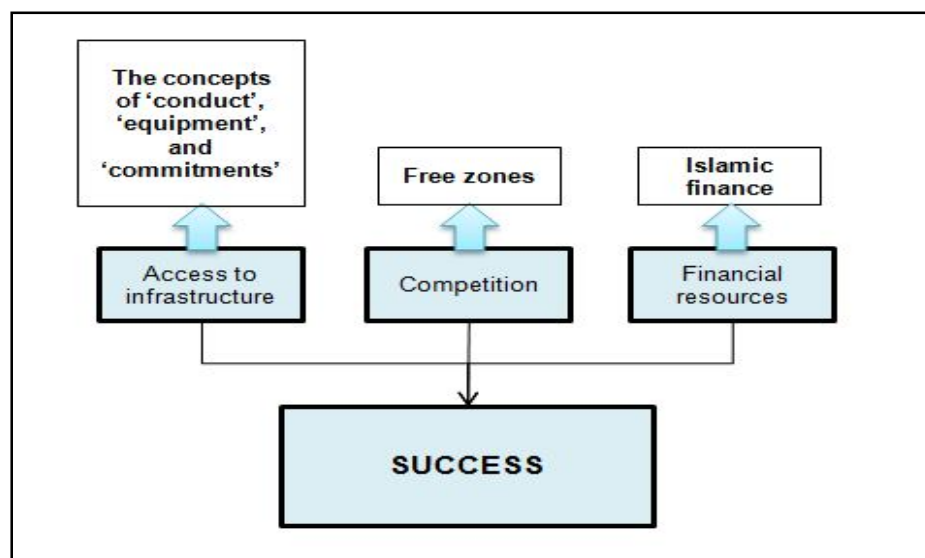 The concepts
of ‘conduct’,
‘equipment’,
and
‘commitments’
Free zones
Islamic
finance
Access to
infrastructure
Competition
Financial
resources
SUCCESS